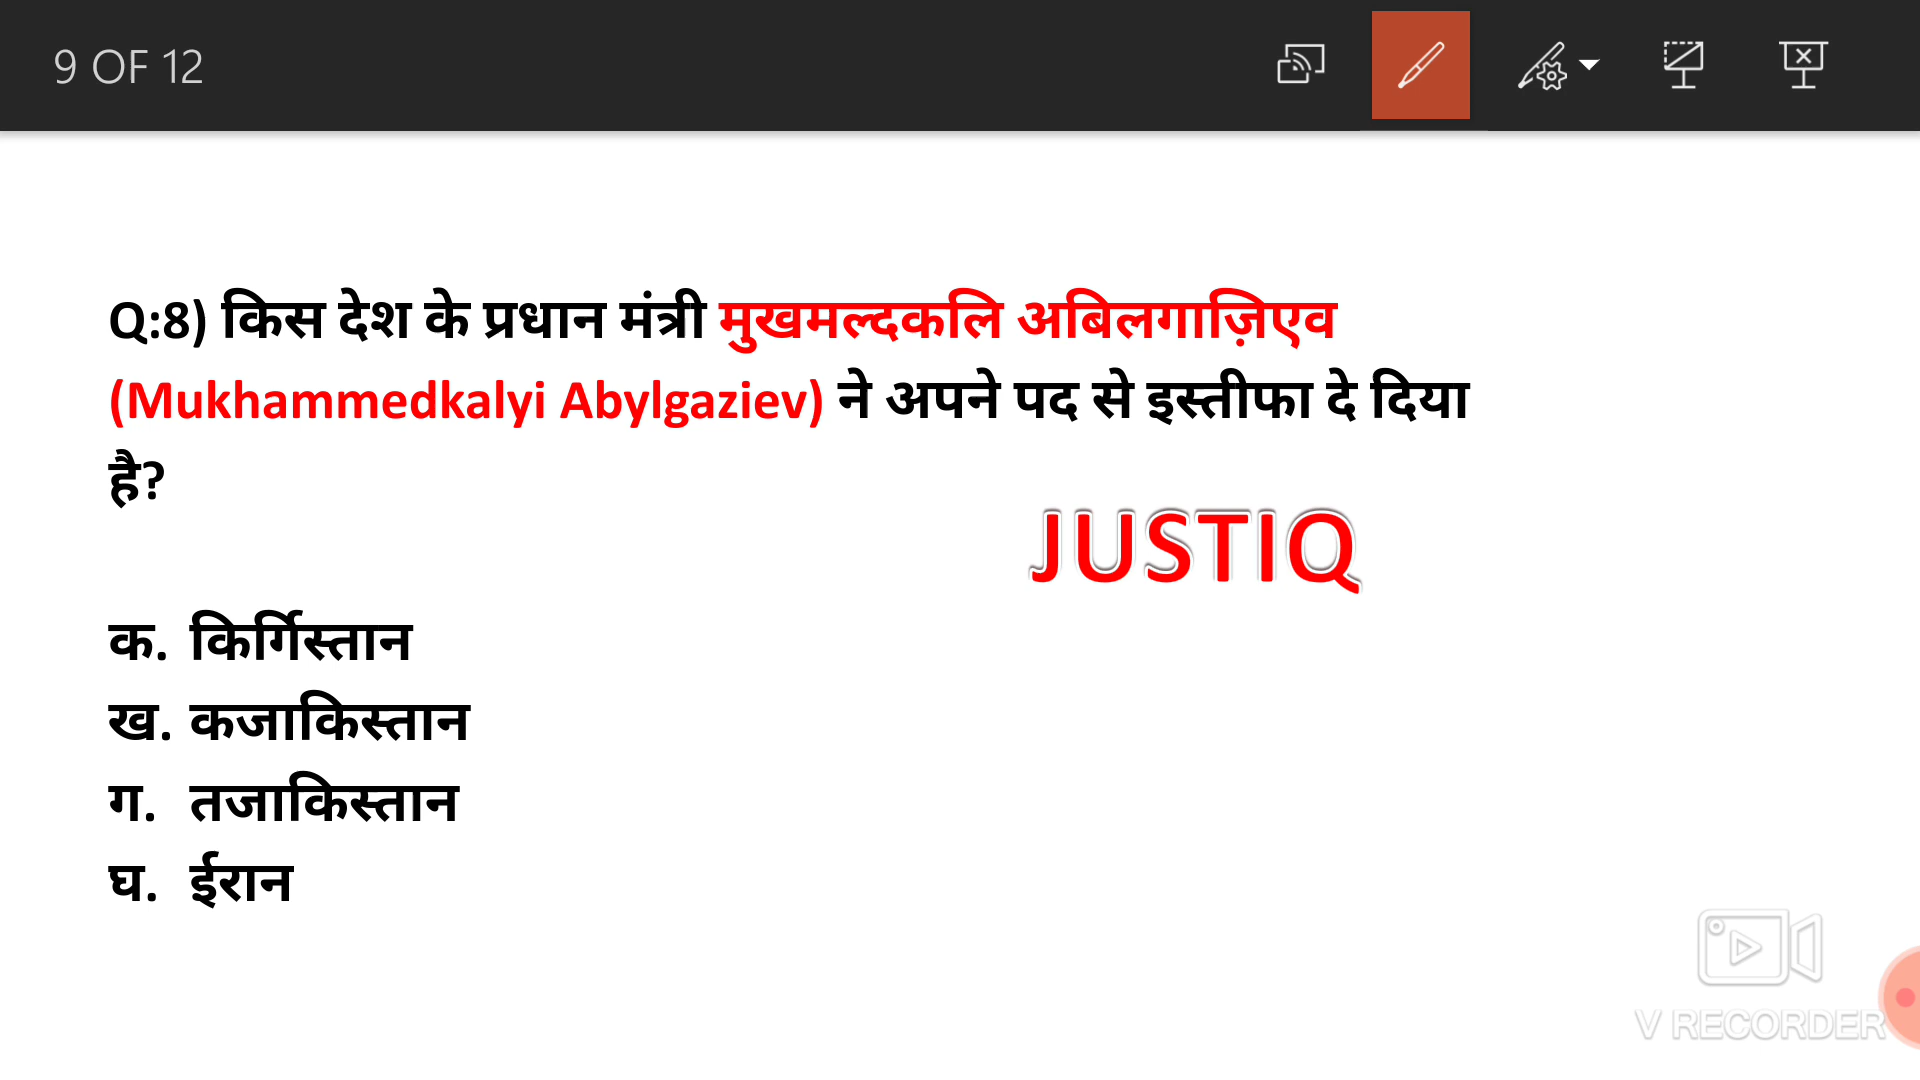 9 OF 12
Q:8) किस देश के प्रधान मंत्री मुखमल्दकलि अबिलगाज़िएव
(Mukhammedkalyi Abylgaziev) ने अपने पद से इस्तीफा दे दिया
है?
JUSTIQ
क. किर्गिस्तान
ख. कजाकिस्तान
ग. तजाकिस्तान
घ. ईरान
V RECORDER